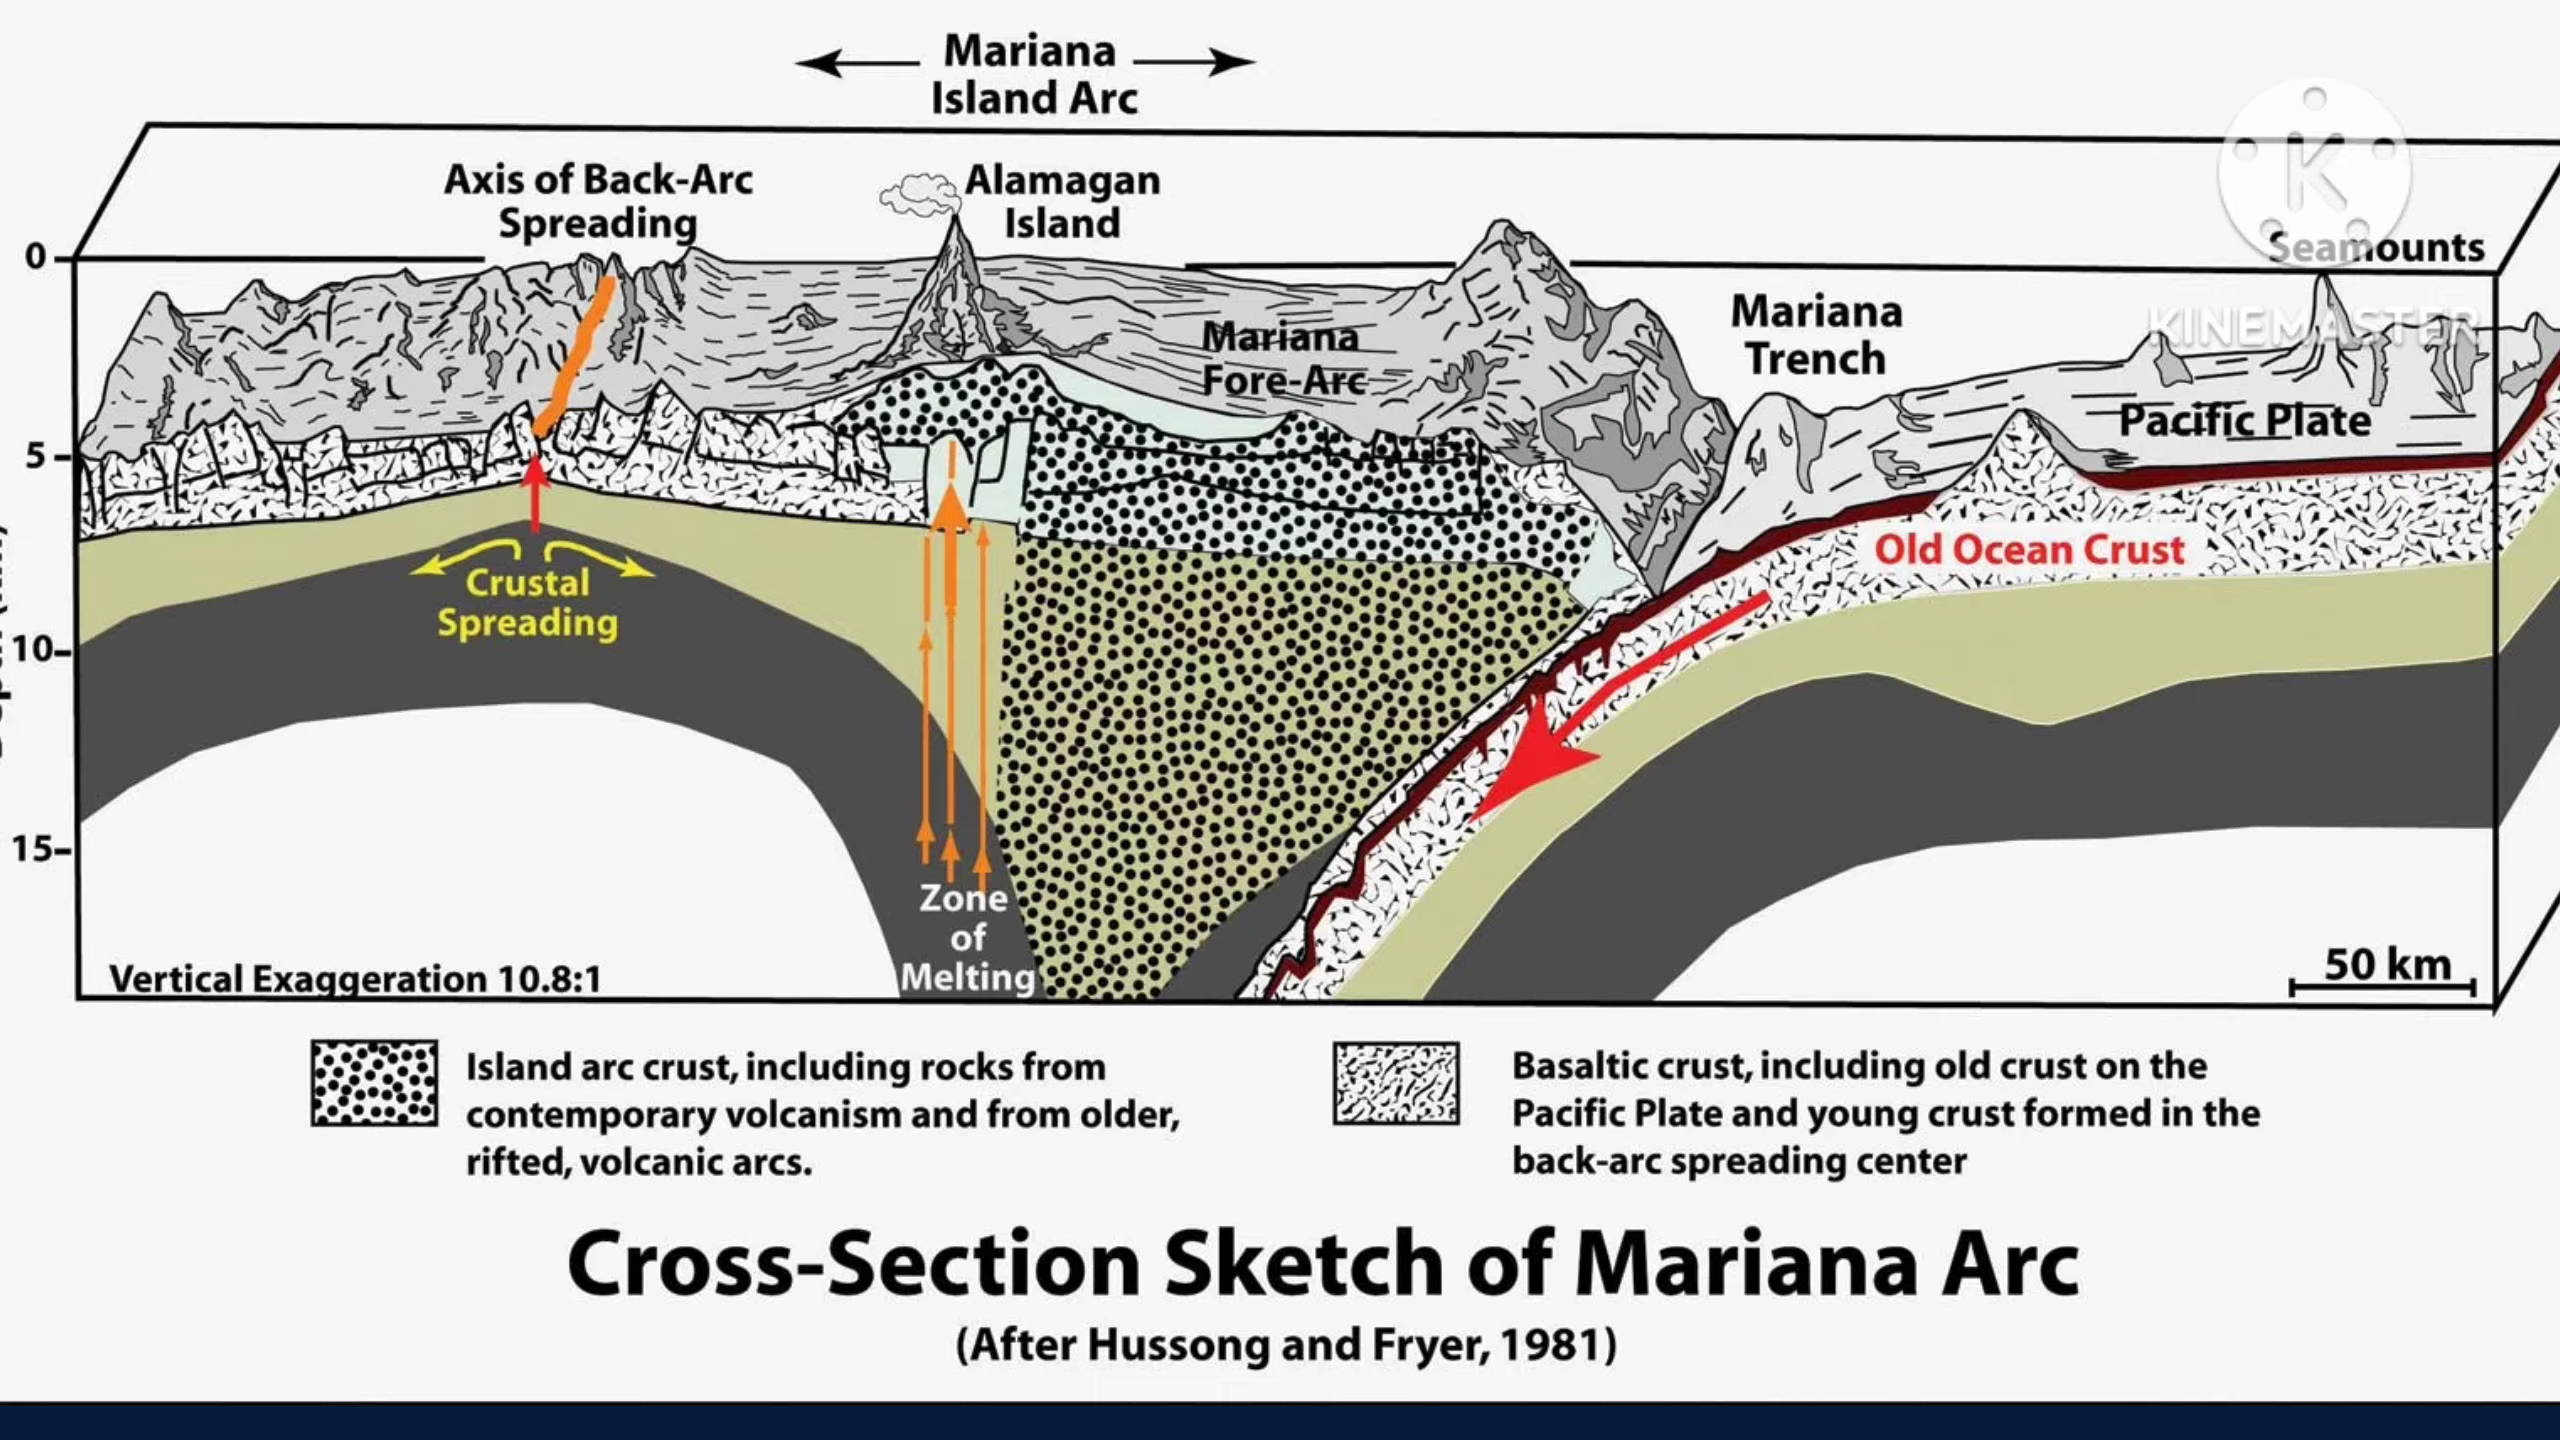 Mariana
Island Arc
Axis of Back-Arc
Spreading
Alamagan
Island
K
Seamounts
KINEMASTER
Mariana
Trench
Mariana
Fore-Arc
Pacific Plate
0
5
10
15
Old Ocean Crust
Crustal
Spreading
Zone
of
Melting
Vertical Exaggeration 10.8:1
50 km
Island arc crust, including rocks from
contemporary volcanism and from older,
rifted, volcanic arcs.
Basaltic crust, including old crust on the
Pacific Plate and young crust formed in the
back-arc spreading center
Cross-Section Sketch of Mariana Arc
(After Hussong and Fryer, 1981)